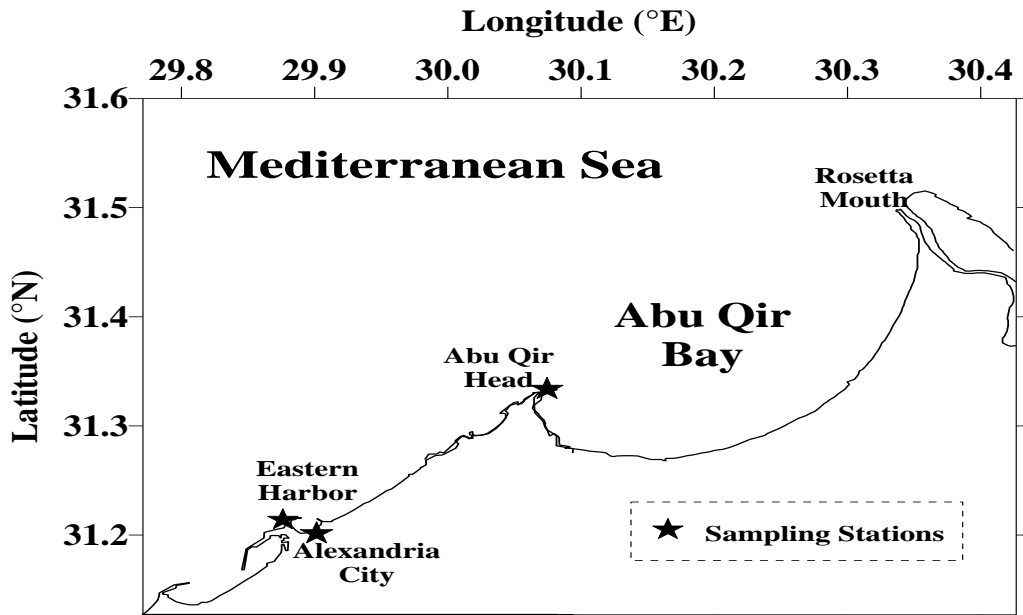 Longitude (°E)
29.8 29.9 30.0 30.1 30.2 30.3 30.4
31.6
Mediterranean Sea
Rosetta
Mouth
31.5
Latitude (°N)
31.4
Abu Qir
Bay
Abu Qir
Head
31.3
Eastern
Harbor
31.2
Sampling Stations
Alexandria
City